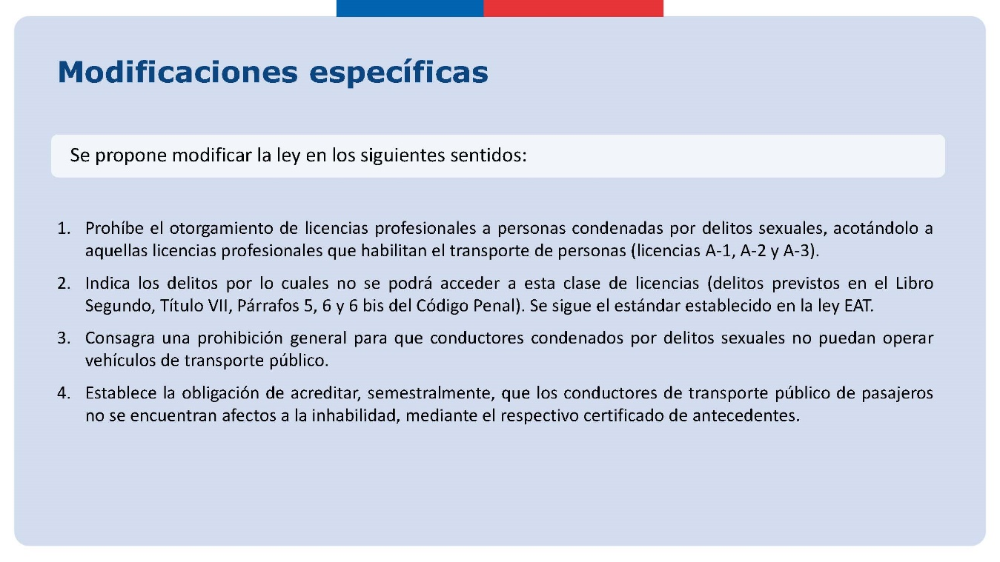 Modificaciones específicas
Se propone modificar la ley en los siguientes sentidos:
1. Prohíbe el otorgamiento de licencias profesionales a personas condenadas por delitos sexuales, acotándolo a
aquellas licencias profesionales que habilitan el transporte de personas (licencias A-1, A-2 y A-3).
2. Indica los delitos por lo cuales no se podrá acceder a esta clase de licencias (delitos previstos en el Libro
Segundo, Título VII, Párrafos 5, 6 y 6 bis del Código Penal). Se sigue el estándar establecido en la ley EAT.
3. Consagra una prohibición general para que conductores condenados por delitos sexuales no puedan operar
vehículos de transporte público.
4. Establece la obligación de acreditar, semestralmente, que los conductores de transporte público de pasajeros
no se encuentran afectos a la inhabilidad, mediante el respectivo certificado de antecedentes.